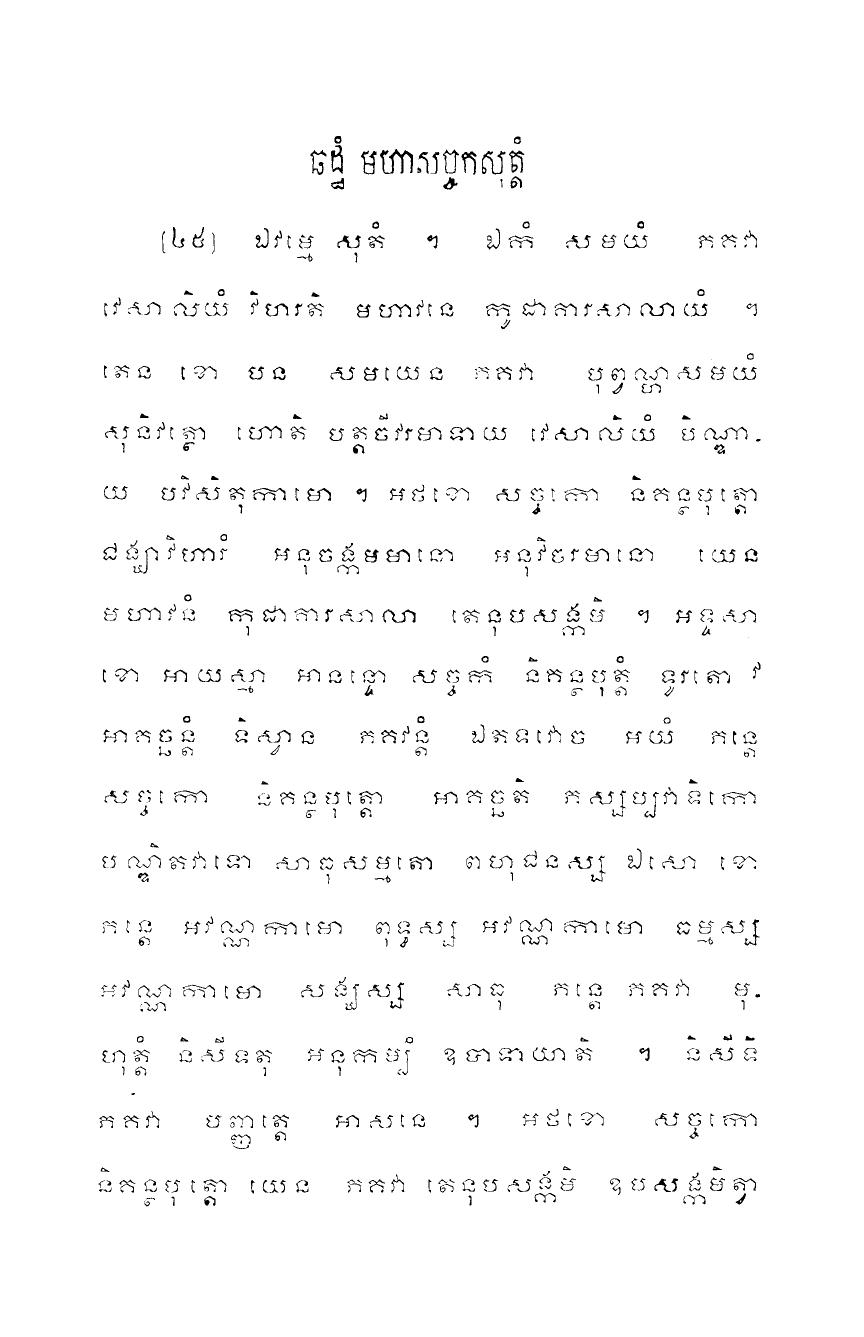 ឆដ្ឋំ មហាសច្ចកសុត្តំ
[៤៥] ឯវម្មេ សុតំ ។ ឯកំ សមយំ ភគវា
វេសាលិយំ វិហរតិ មហាវនេ កូដាគារសាលាយំ ។
តេន ខោ បន សមយេន ភគវា បុព្វណ្ហសមយំ
សុនិវត្ថោ ហោតិ បត្តចីវរមាទាយ វេសាលិយំ បិណ្ឌា-
យ បវិសិតុកាមោ ។ អថខោ សច្ចកោ និគន្ថបុត្តោ
ជង្ឃាវិហារំ អនុចង្កមមានោ អនុវិចរមានោ យេន
មហាវនំ កុដាគារសាលា តេនុបសង្កមិ ។ អទ្ទសា
ខោ អាយស្មា អានន្ទោ សច្ចកំ និគន្ថបុត្តំ ទូរតោ វ
អាគច្ឆន្តំ ទិស្វាន ភគវន្តំ ឯតទវោច អយំ ភន្តេ
សច្ចកោ និគន្ថបុត្តោ អាគច្ឆតិ ភស្សប្បវាទិកោ
បណ្ឌិតវាទោ សាធុសម្មតោ ពហុជនស្ស ឯសោ ខោ
ភន្តេ អវណ្ណកាមោ ពុទ្ធស្ស អវណ្ណកាមោ ធម្មស្ស
អវណ្ណកាមោ សង្ឃស្ស សាធុ ភន្តេ ភគវា មុ-
ហុត្តំ និសីទតុ អនុកម្បំ ឧបាទាយាតិ ។ និសីទិ
ភគវា បញ្ញត្តេ អាសនេ ។ អថខោ សច្ចកោ
និគន្ថបុត្តោ យេន ភគវា តេនុបសង្កមិ ឧបសង្កមិត្វា